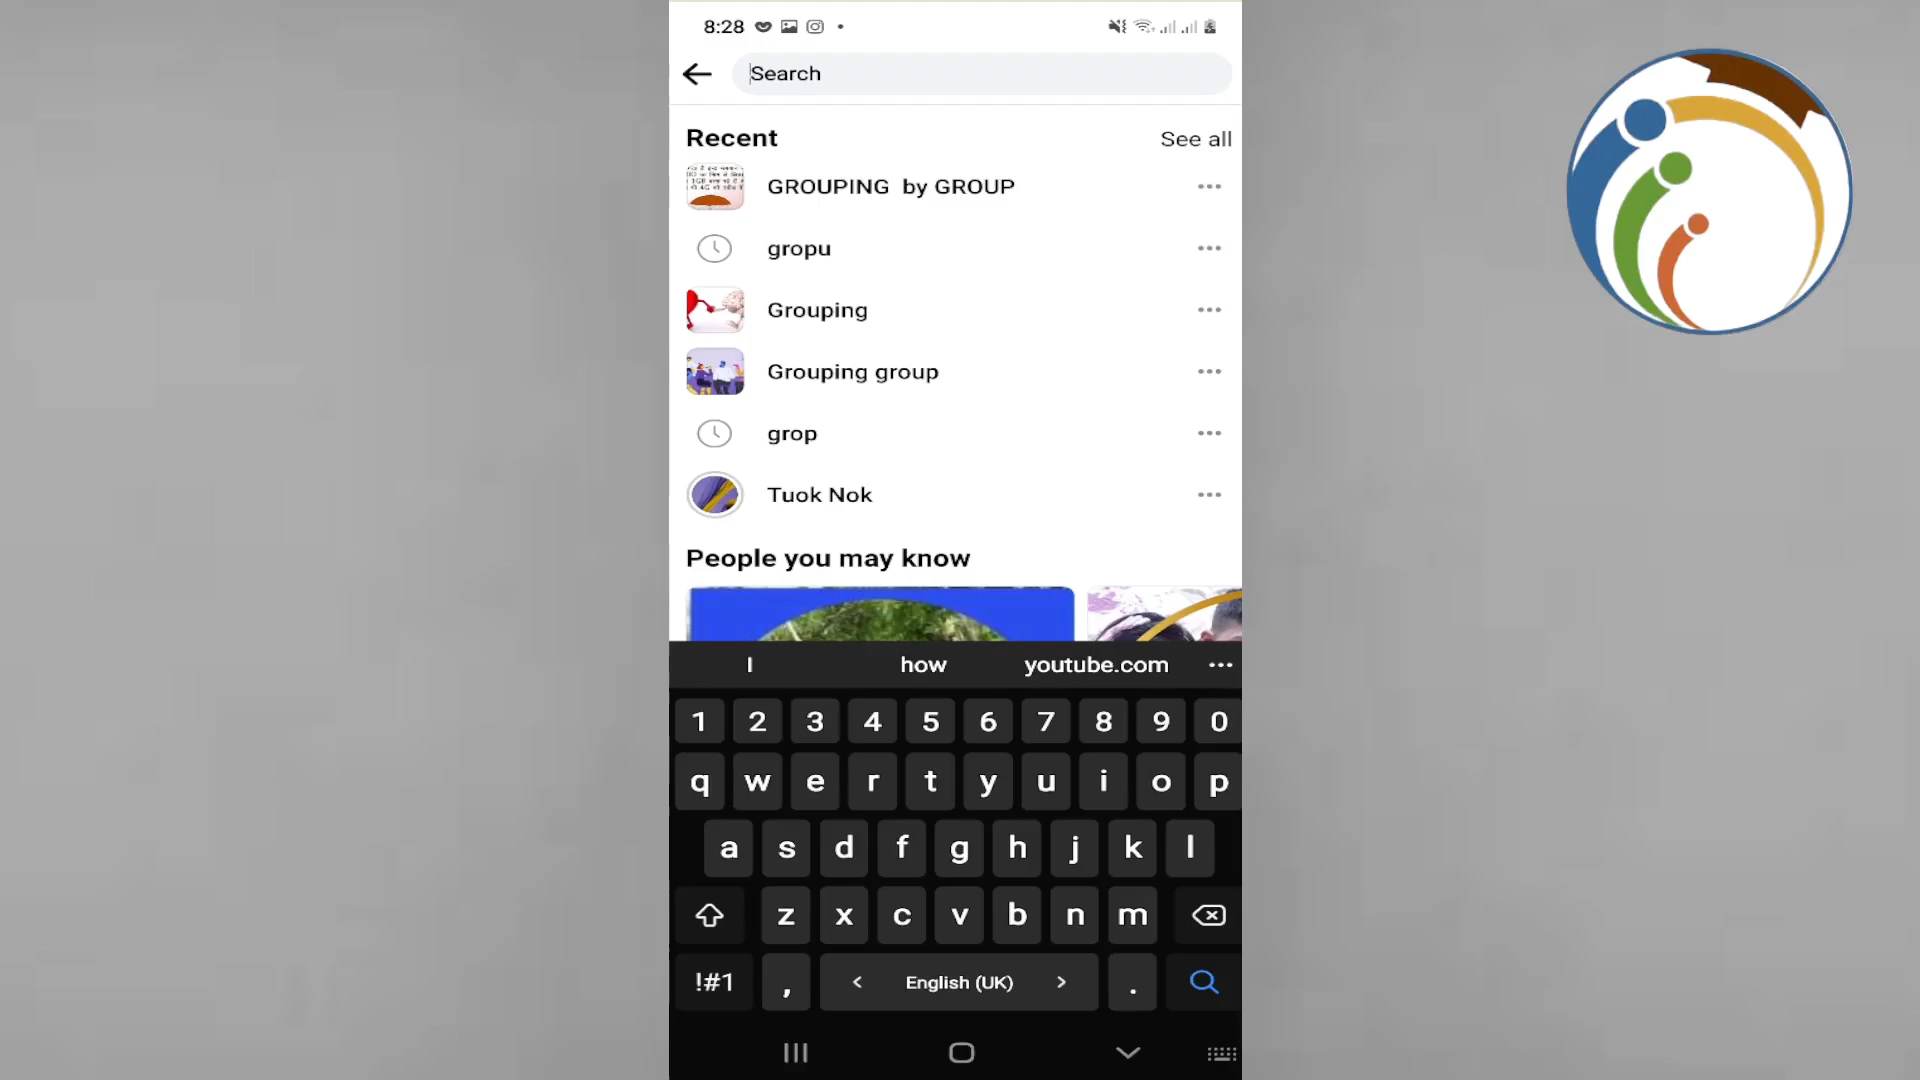 8:28
Search
Recent
See all
GROUPING by GROUP
gropu
Grouping
Grouping group
grop
Tuok Nok
People you may know
I how youtube.com
1 2 3 4 5 6 7 8 9 0
q w e r t y u i o p
a s d f g h j k l
z x c v b n m
!#1 , < English (UK) > .